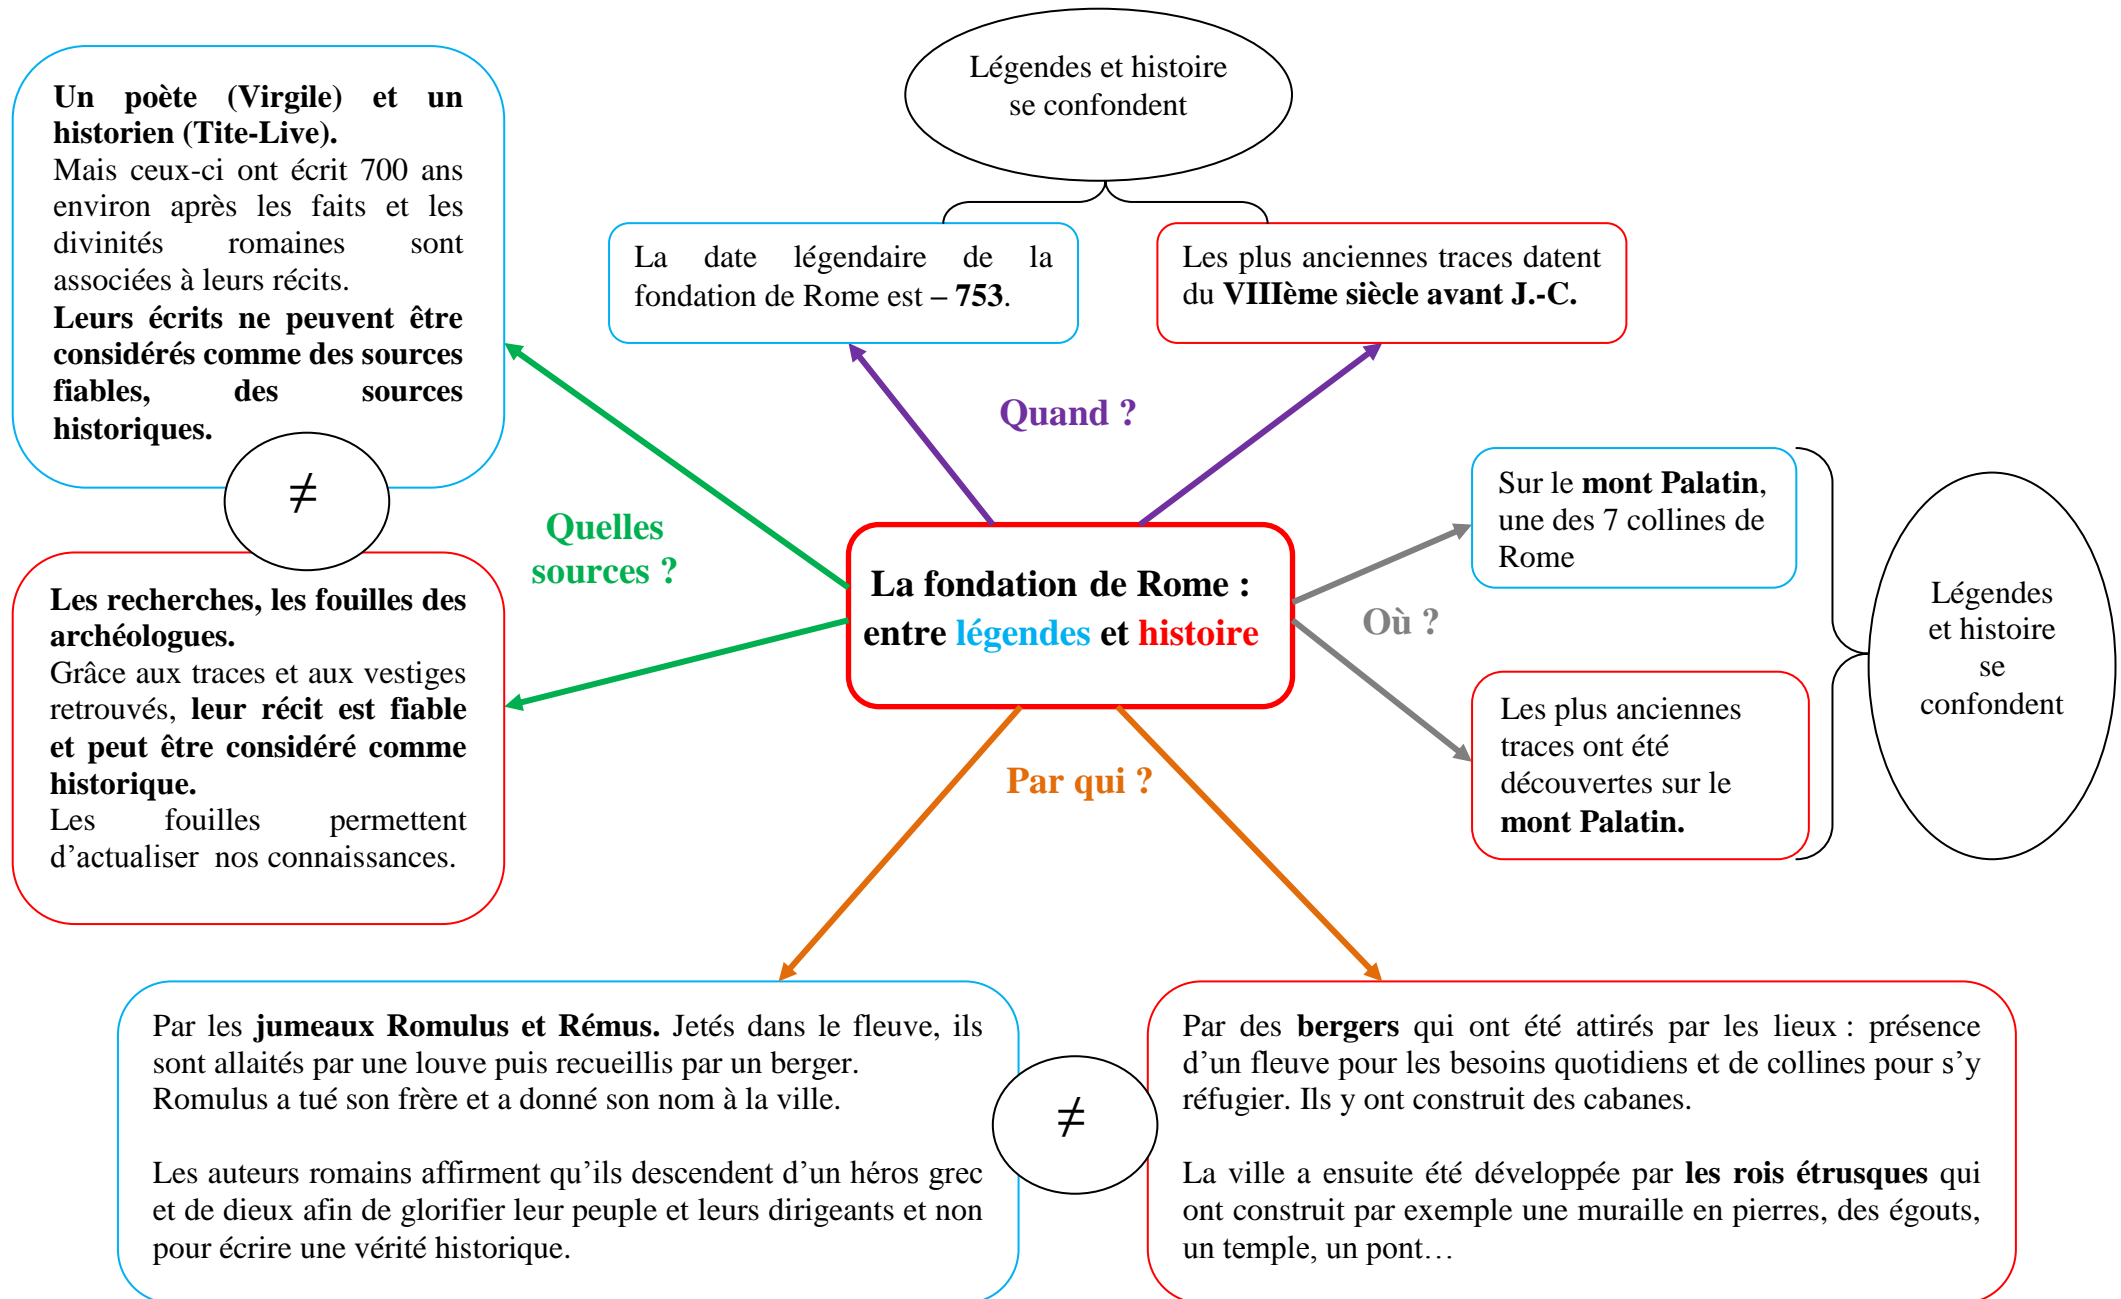 Légendes et histoire
se confondent
Un poète (Virgile) et un
historien (Tite-Live).
Mais ceux-ci ont écrit 700 ans
environ après les faits et les
divinités romaines sont
associées à leurs récits.
Leurs écrits ne peuvent être
considérés comme des sources
fiables, des sources
historiques.
≠
Les recherches, les fouilles des
archéologues.
Grâce aux traces et aux vestiges
retrouvés, leur récit est fiable
et peut être considéré comme
historique.
Les fouilles permettent
d’actualiser nos connaissances.
Quelles
sources ?
La date légendaire de la
fondation de Rome est – 753.
Les plus anciennes traces datent
du VIIIème siècle avant J.-C.
Quand ?
La fondation de Rome :
entre légendes et histoire
Où ?
Sur le mont Palatin,
une des 7 collines de
Rome
Les plus anciennes
traces ont été
découvertes sur le
mont Palatin.
Légendes
et histoire
se
confondent
Par qui ?
Par les jumeaux Romulus et Rémus. Jetés dans le fleuve, ils
sont allaités par une louve puis recueillis par un berger.
Romulus a tué son frère et a donné son nom à la ville.
Les auteurs romains affirment qu’ils descendent d’un héros grec
et de dieux afin de glorifier leur peuple et leurs dirigeants et non
pour écrire une vérité historique.
≠
Par des bergers qui ont été attirés par les lieux : présence
d’un fleuve pour les besoins quotidiens et de collines pour s’y
réfugier. Ils y ont construit des cabanes.
La ville a ensuite été développée par les rois étrusques qui
ont construit par exemple une muraille en pierres, des égouts,
un temple, un pont…